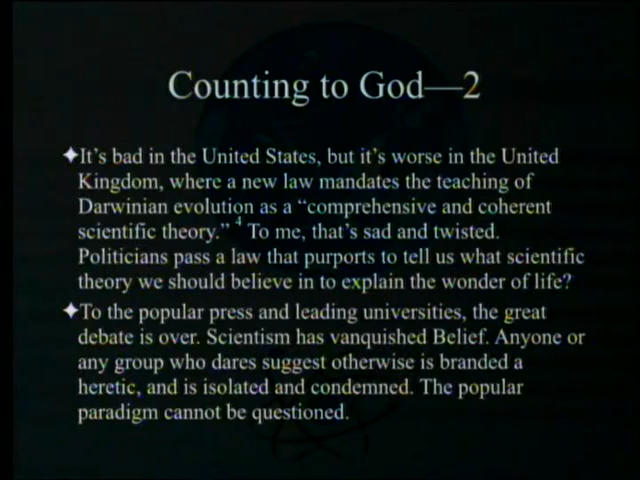 Counting to God—2
✦It's bad in the United States, but it's worse in the United
Kingdom, where a new law mandates the teaching of
Darwinian evolution as a “comprehensive and coherent
scientific theory.” 4 To me, that's sad and twisted.
Politicians pass a law that purports to tell us what scientific
theory we should believe in to explain the wonder of life?
✦To the popular press and leading universities, the great
debate is over. Scientism has vanquished Belief. Anyone or
any group who dares suggest otherwise is branded a
heretic, and is isolated and condemned. The popular
paradigm cannot be questioned.